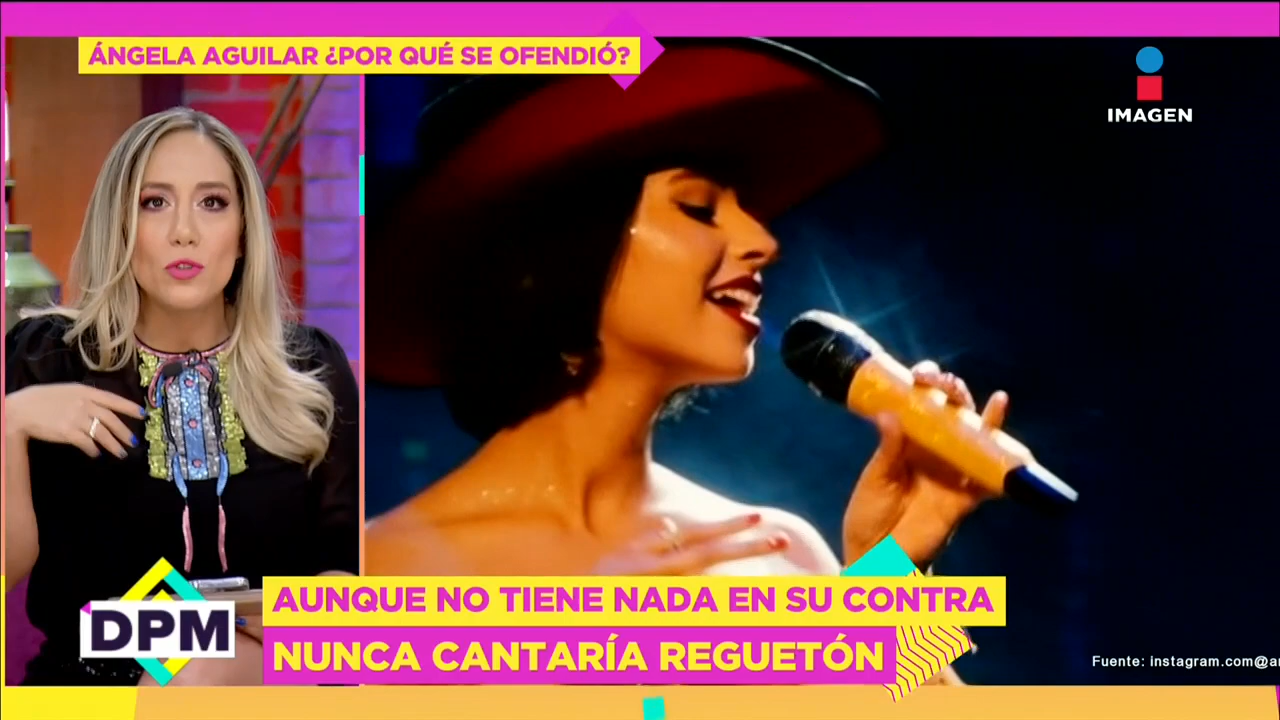 ÁNGELA AGUILAR ¿POR QUÉ SE OFENDIÓ?
IMAGEN
DPM
AUNQUE NO TIENE NADA EN SU CONTRA
NUNCA CANTARÍA REGUETÓN
Fuente: instagram.com@a